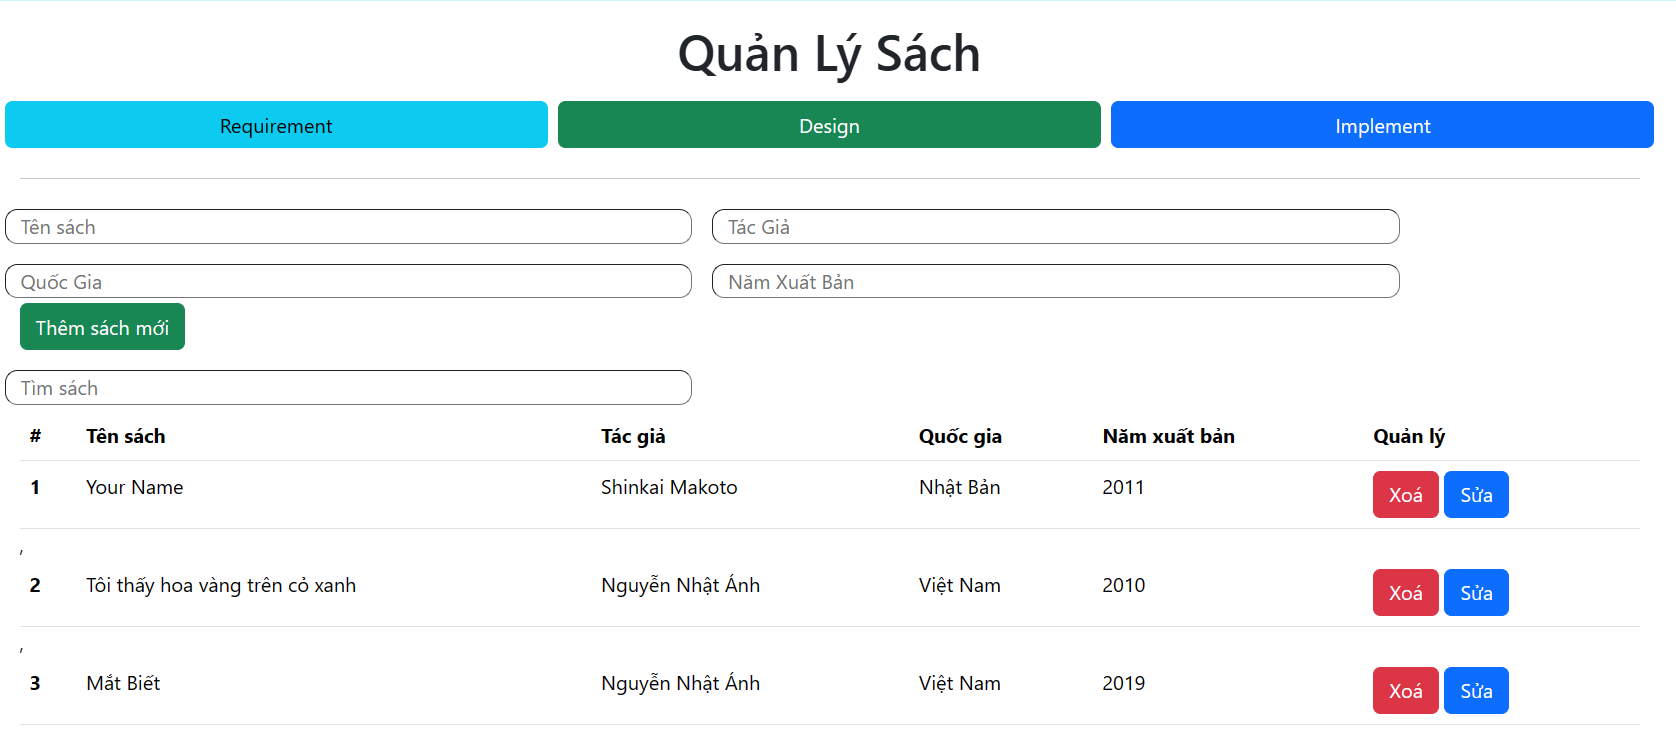 Quản Lý Sách
Requirement Design Implement
Tên sách Tác Giả
Quốc Gia Năm Xuất Bản
Thêm sách mới
Tìm sách
# Tên sách Tác giả Quốc gia Năm xuất bản Quản lý
1 Your Name Shinkai Makoto Nhật Bản 2011 Xoá Sửa
,
2 Tôi thấy hoa vàng trên cỏ xanh Nguyễn Nhật Ánh Việt Nam 2010 Xoá Sửa
,
3 Mắt Biết Nguyễn Nhật Ánh Việt Nam 2019 Xoá Sửa